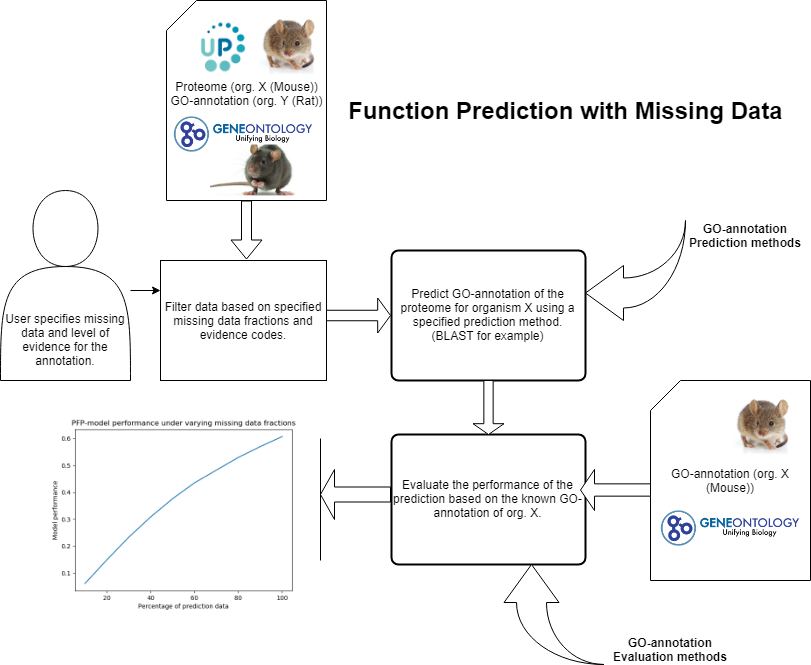 UP
Proteome (org. X (Mouse))
GO-annotation (org. Y (Rat))
go
GENEONTOLOGY
Unifying Biology
Function Prediction with Missing Data
User specifies missing
data and level of
evidence for the
annotation.
Filter data based on specified
missing data fractions and
evidence codes.
Predict GO-annotation of the
proteome for organism X using a
specified prediction method.
(BLAST for example)
GO-annotation
Prediction methods
PFP-model performance under varying missing data fractions
Model performance
0.6
0.5
0.4
0.3
0.2
0.1
20 40 60 80 100
Percentage of prediction data
Evaluate the performance of the
prediction based on the known GO-
annotation of org. X.
GO-annotation (org. X
(Mouse))
go
GENEONTOLOGY
Unifying Biology
GO-annotation
Evaluation methods